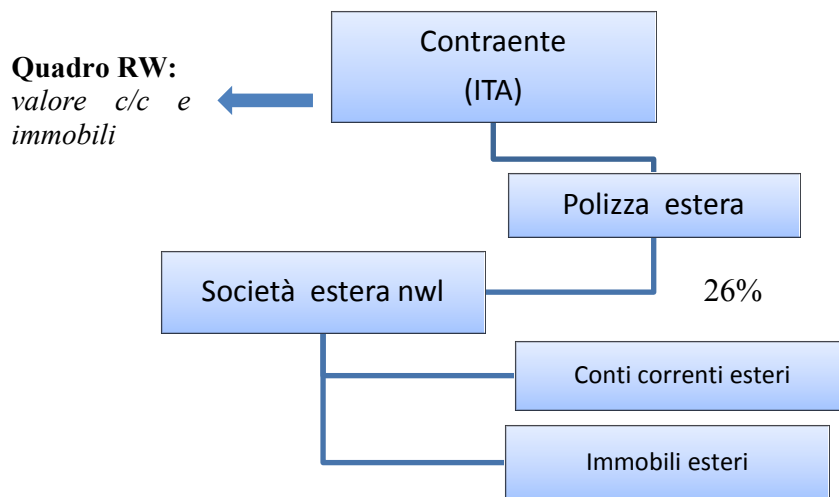 Contraente
(ITA)
Quadro RW:
valore c/c e
immobili
Polizza estera
Società estera nwl
26%
Conti correnti esteri
Immobili esteri